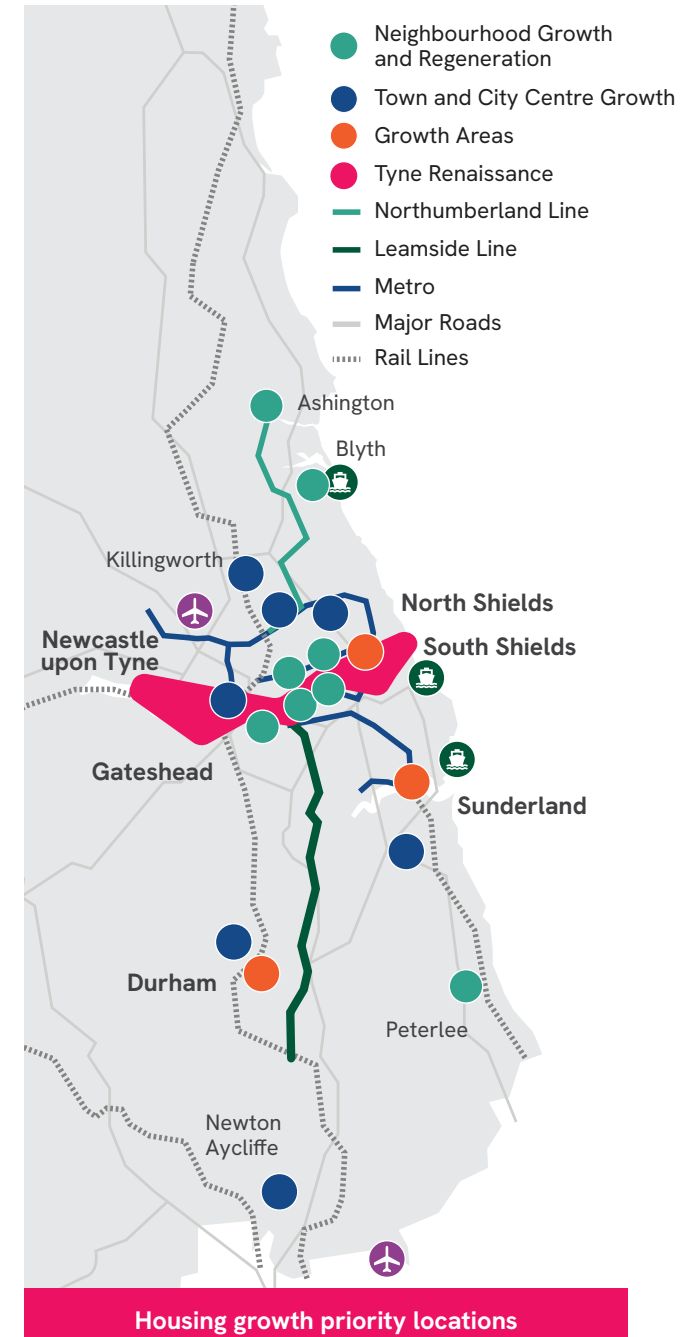 Neighbourhood Growth
and Regeneration
Town and City Centre Growth
Growth Areas
Tyne Renaissance
Northumberland Line
Leamside Line
Metro
Major Roads
Rail Lines
Ashington
Blyth
Killingworth
North Shields
Newcastle
upon Tyne
South Shields
Gateshead
Sunderland
Durham
Peterlee
Newton
Aycliffe
Housing growth priority locations